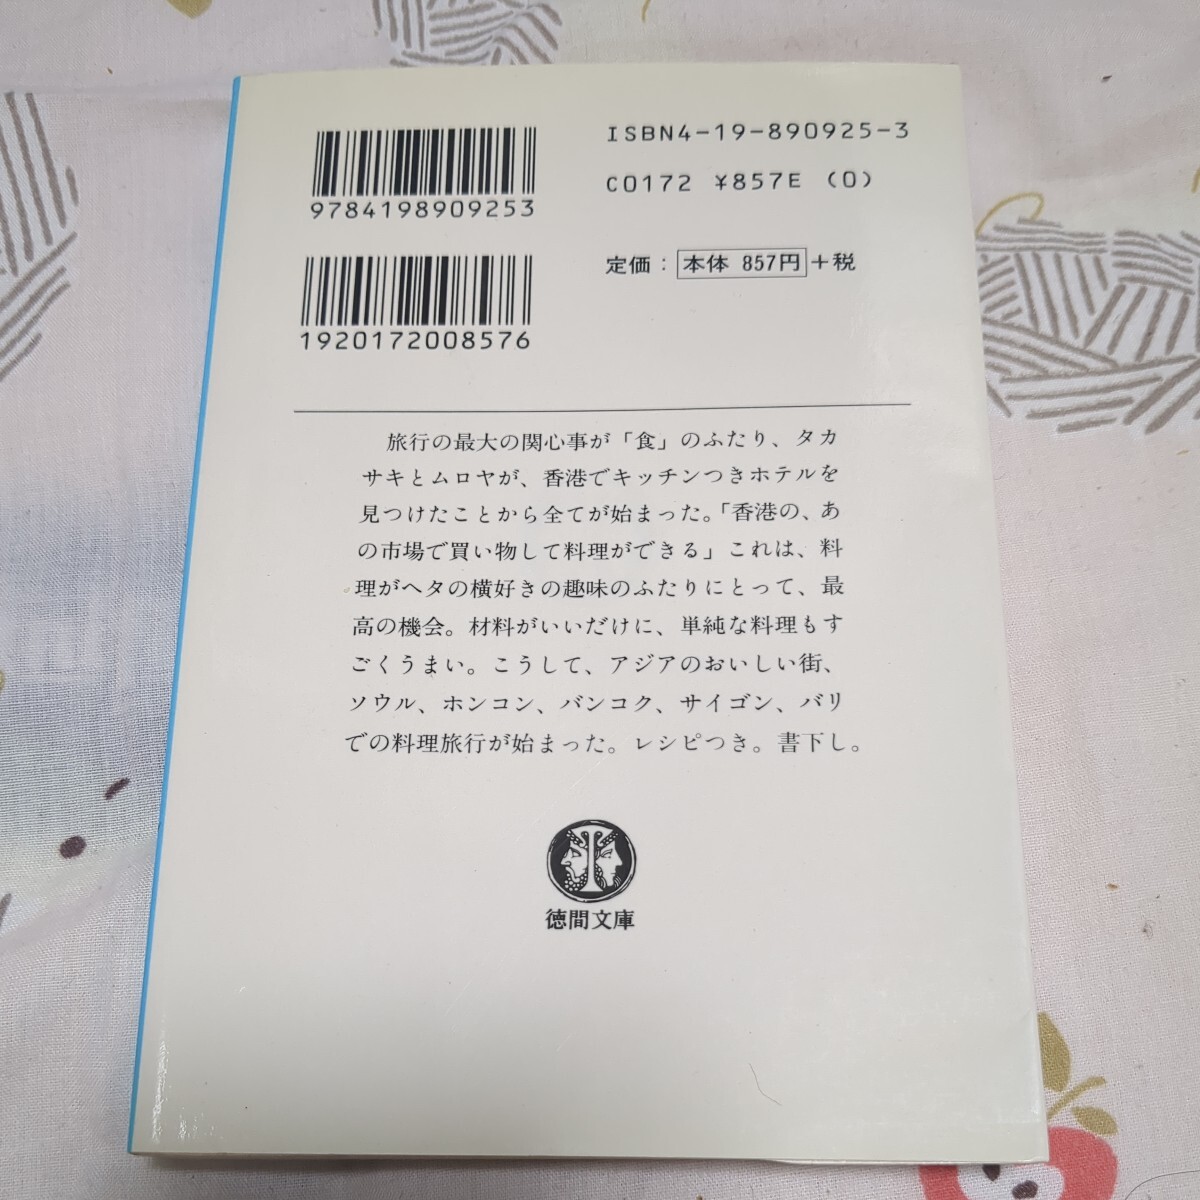 9784198909253
1920172008576
ISBN4-19-890925-3
C0172 ¥857E (0)
定価：本体 857円＋税
旅行の最大の関心事が「食」のふたり、タカ
サキとムロヤが、香港でキッチンつきホテルを
見つけたことから全てが始まった。「香港の、あ
の市場で買い物して料理ができる」これは、料
理がヘタの横好きの趣味のふたりにとって、最
高の機会。材料がいいだけに、単純な料理もす
ごくうまい。こうして、アジアのおいしい街、
ソウル、ホンコン、バンコク、サイゴン、バリ
での料理旅行が始まった。レシピつき。書下し。
徳間文庫